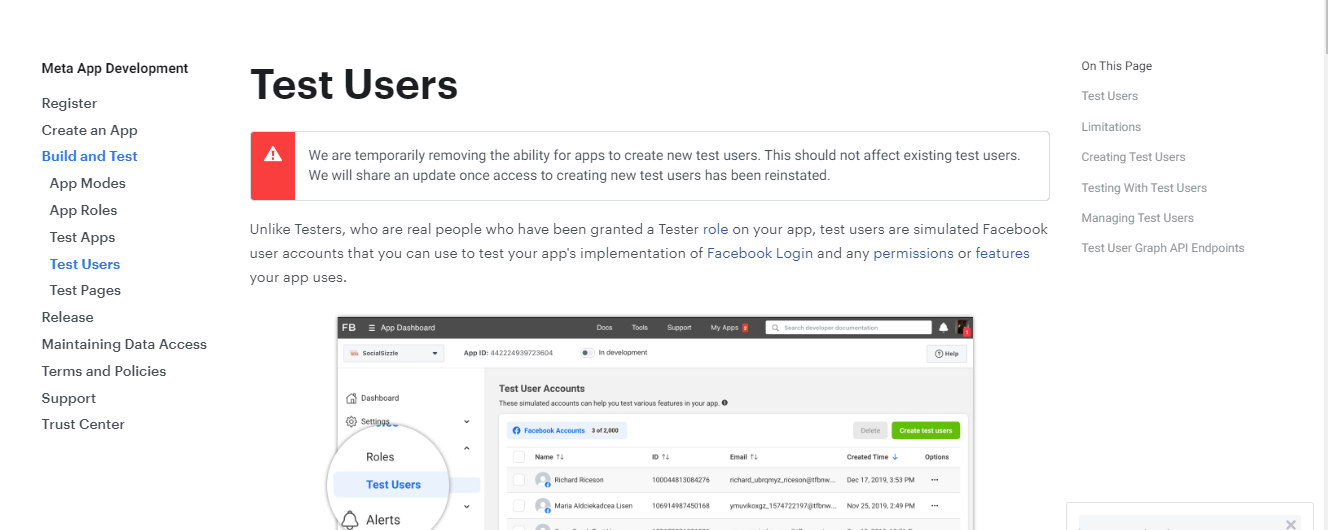 Meta App Development
Register
Create an App
Build and Test
App Modes
App Roles
Test Apps
Test Users
Test Pages
Release
Maintaining Data Access
Terms and Policies
Support
Trust Center
Test Users
We are temporarily removing the ability for apps to create new test users. This should not affect existing test users.
We will share an update once access to creating new test users has been reinstated.
Unlike Testers, who are real people who have been granted a Tester role on your app, test users are simulated Facebook
user accounts that you can use to test your app's implementation of Facebook Login and any permissions or features
your app uses.
FB App Dashboard Docs Tools Support My Apps Search developer documentation
SocialSizzle App ID: 442224939723604 In development Help
Dashboard
Settings
Roles
Test Users
Alerts
Test User Accounts
These simulated accounts can help you test various features in your app.
Facebook Accounts 3 of 2,000 Delete Create test users
Name ID Email Created Time Options
Richard Riceson 100044813084276 richard_ubrqmyz_riceson@tfbnw... Dec 17, 2019, 3:53 PM
Maria Aldciekadcea Lisen 106914987450168 ymuvikoxgz_1574722197@tfbnw... Nov 25, 2019, 2:49 PM
On This Page
Test Users
Limitations
Creating Test Users
Testing With Test Users
Managing Test Users
Test User Graph API Endpoints